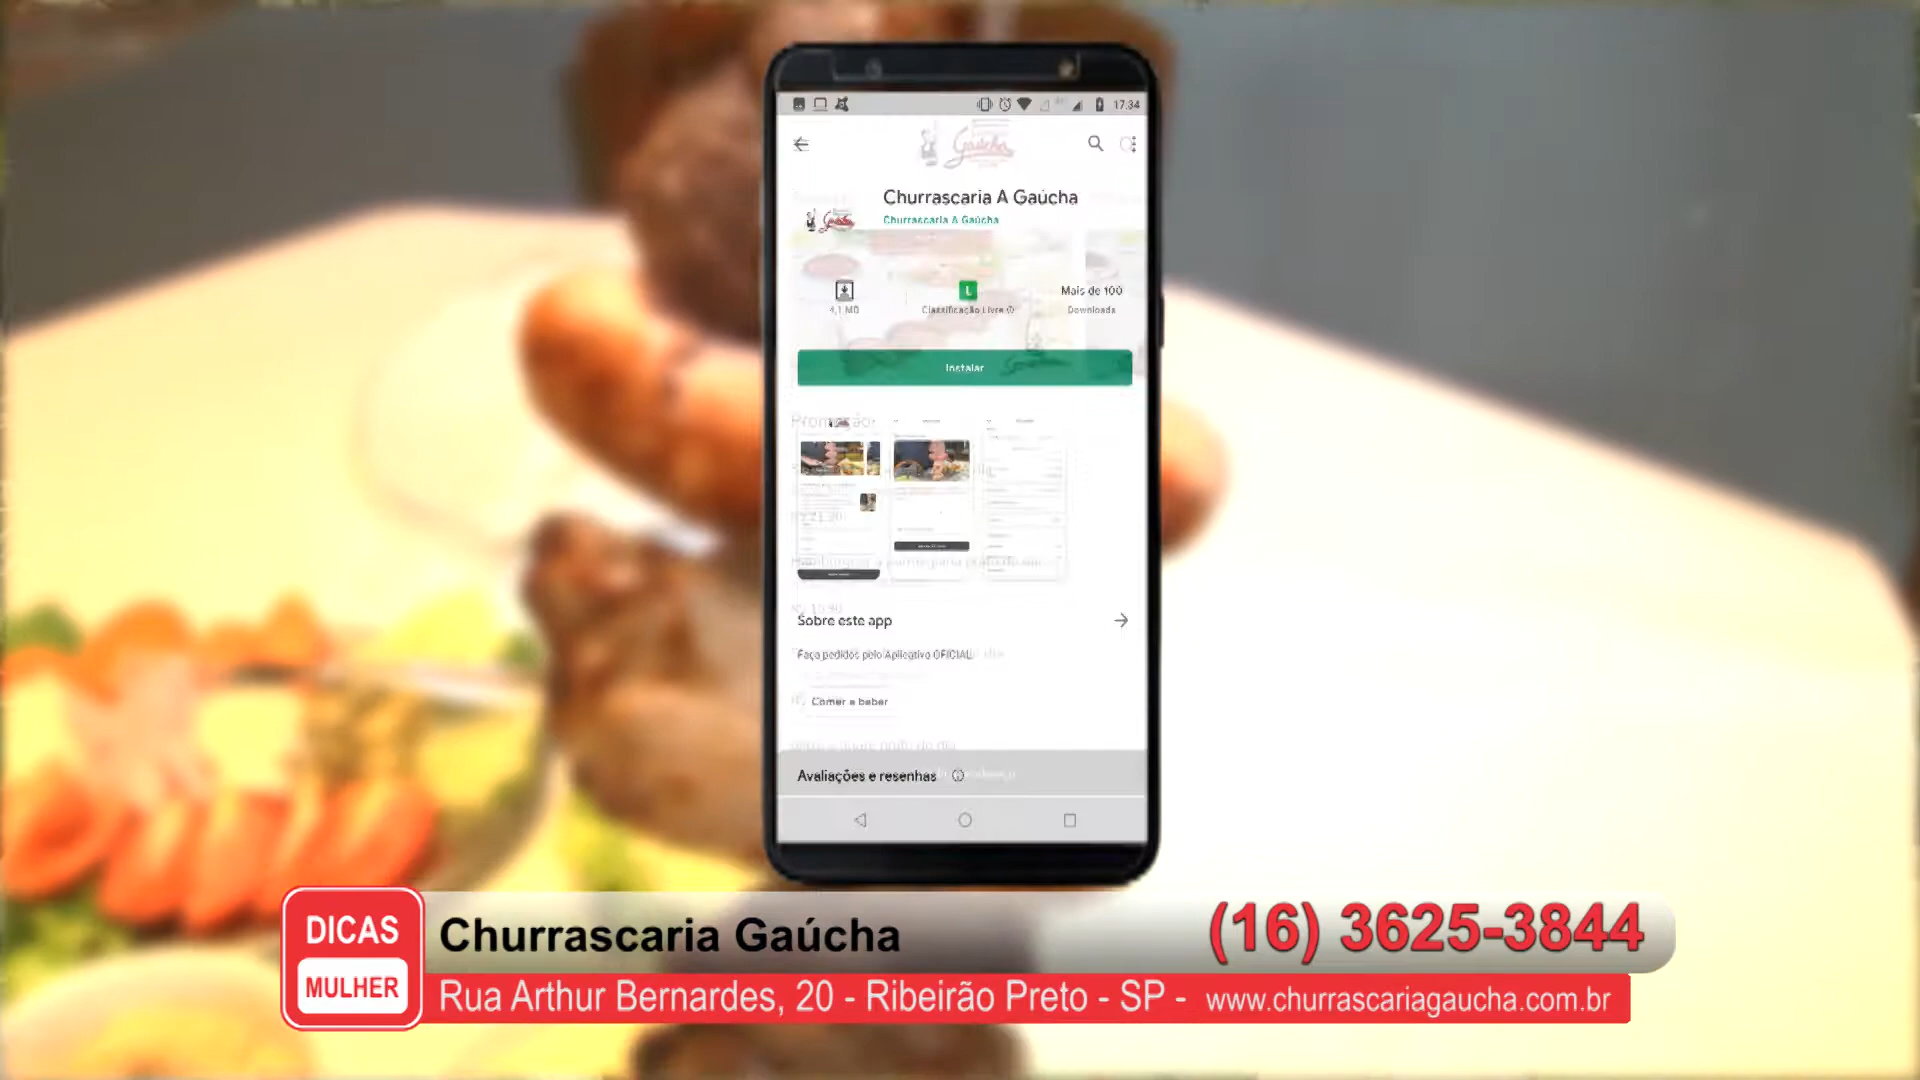 17.34
Gaúcha
Churrascaria A Gaúcha
Churrascaria A Gaúcha
L
Mais de 100
4,1 MB
Classificação Livre
Downloads
Instalar
Promoção
Sobre este app
Faça pedidos pelo Aplicativo OFICIAL
Comer e beber
Avaliações e resenhas
DICAS
MULHER
Churrascaria Gaúcha
(16) 3625-3844
Rua Arthur Bernardes, 20 - Ribeirão Preto - SP - www.churrascariagaucha.com.br